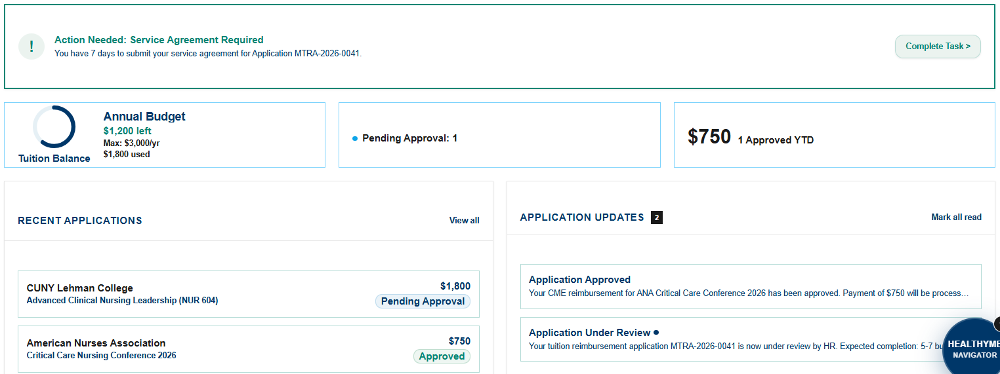 !
Action Needed: Service Agreement Required
You have 7 days to submit your service agreement for Application MTRA-2026-0041.
Complete Task >
Tuition Balance
Annual Budget
$1,200 left
Max: $3,000/yr
$1,800 used
Pending Approval: 1
$750 1 Approved YTD
RECENT APPLICATIONS
View all
CUNY Lehman College
Advanced Clinical Nursing Leadership (NUR 604)
$1,800
Pending Approval
American Nurses Association
Critical Care Nursing Conference 2026
$750
Approved
APPLICATION UPDATES 2
Mark all read
Application Approved
Your CME reimbursement for ANA Critical Care Conference 2026 has been approved. Payment of $750 will be process...
Application Under Review
Your tuition reimbursement application MTRA-2026-0041 is now under review by HR. Expected completion: 5-7
HEALTHYME
NAVIGATOR